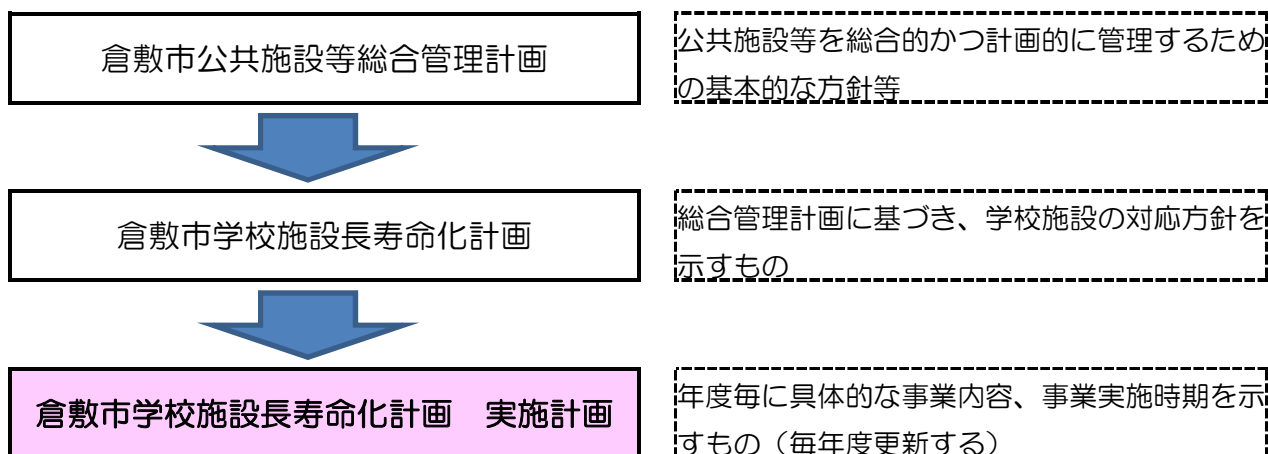 倉敷市公共施設等総合管理計画
公共施設等を総合的かつ計画的に管理するため
の基本的な方針等
倉敷市学校施設長寿命化計画
総合管理計画に基づき、学校施設の対応方針を
示すもの
倉敷市学校施設長寿命化計画　実施計画
年度毎に具体的な事業内容、事業実施時期を示
すもの（毎年度更新する）